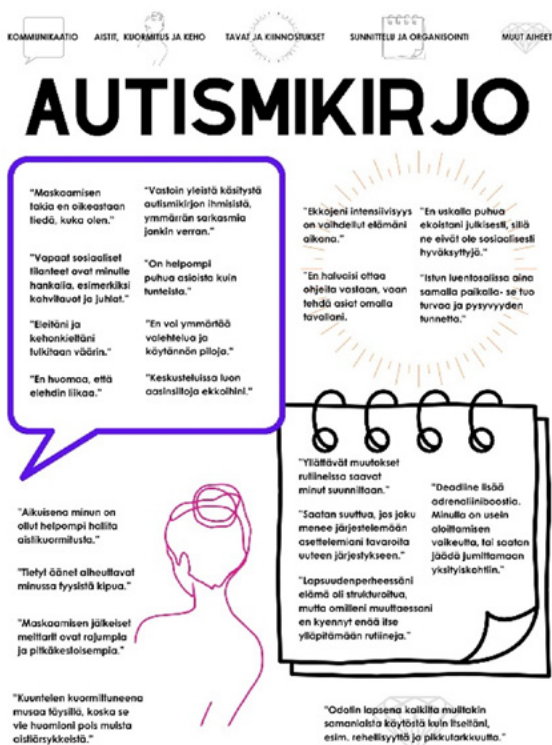 KOMMUNIKAATIO
AISTIT, KUORMITUS JA KEHO
TAVAT JA KIINNOSTUKSET
SUNNITTELU JA ORGANISOINTI
MUUT AIHEET
AUTISMIKIRJO
"Maskaamisen
takia en oikeastaan
tiedä, kuka olen."
"Vapaat sosiaaliset
tilanteet ovat minulle
hankalia, esimerkiksi
kahvitauot ja juhlat."
"Eleitäni ja
kehonkieltäni
tulkitaan väärin."
"En huomaa, että
elehdin liikaa."
"Vastoin yleistä käsitystä
autismikirjon ihmisistä,
ymmärrän sarkasmia
jonkin verran."
"On helpompi
puhua asioista kuin
tunteista."
"En voi ymmärtää
valehtelua ja
käytännön piloja."
"Keskusteluissa luon
aasinsiltoja ekkoihini."
"Ekkojeni intensiivisyys
on vaihdellut elämäni
aikana."
"En haluaisi ottaa
ohjeita vastaan, vaan
tehdä asiat omalla
tavallani.
"En uskalla puhua
ekoistani julkisesti, sillä
ne eivät ole sosiaalisesti
hyväksyttyjä."
"Istun luentosalissa aina
samalla paikalla- se tuo
turvaa ja pysyvyyden
tunnetta."
"Yllättävät muutokset
rutiineissa saavat
minut suunniltaan."
"Saatan suuttua, jos joku
menee järjestelemään
asettelemiani tavaroita
uuteen järjestykseen."
"Lapsuudenperheessäni
elämä oli strukturoitua,
mutta omilleni muuttaessani
en kyennyt enää itse
ylläpitämään rutiineja."
"Deadline lisää
adrenaliiniboostia.
Minulla on usein
aloittamisen
vaikeutta, tai saatan
jäädä jumittamaan
yksityiskohtiin."
"Aikuisena minun on
ollut helpompi hallita
aistikuormitusta."
"Tietyt äänet aiheuttavat
minussa fyysistä kipua."
"Maskaamisen jälkeiset
meltarit ovat rajumpia
ja pitkäkestoisempia."
"Kuuntelen kuormittuneena
musaa täysillä, koska se
vie huomioni pois muista
aistiärsykkeistä."
"Odotin lapsena kaikilta muiltakin
samanlaista käytöstä kuin itseltäni,
esim. rehellisyyttä ja pikkutarkkuutta."